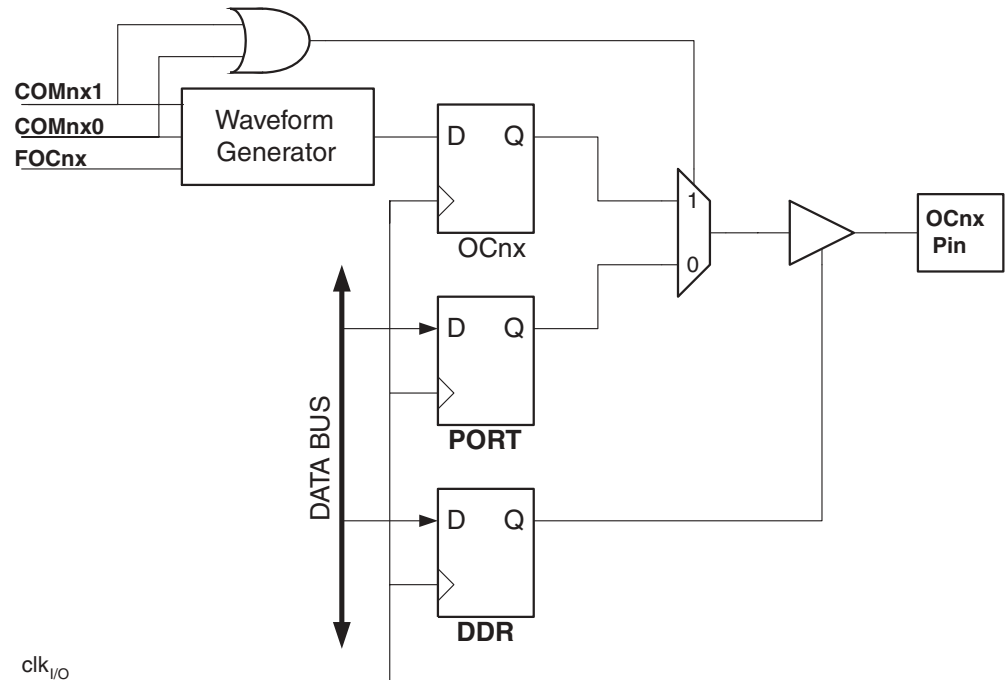 COMnx1
COMnx0
FOCnx
Waveform
Generator
D Q
OCnx
1
0
OCnx
Pin
D Q
PORT
DATA BUS
D Q
DDR
clkI/O